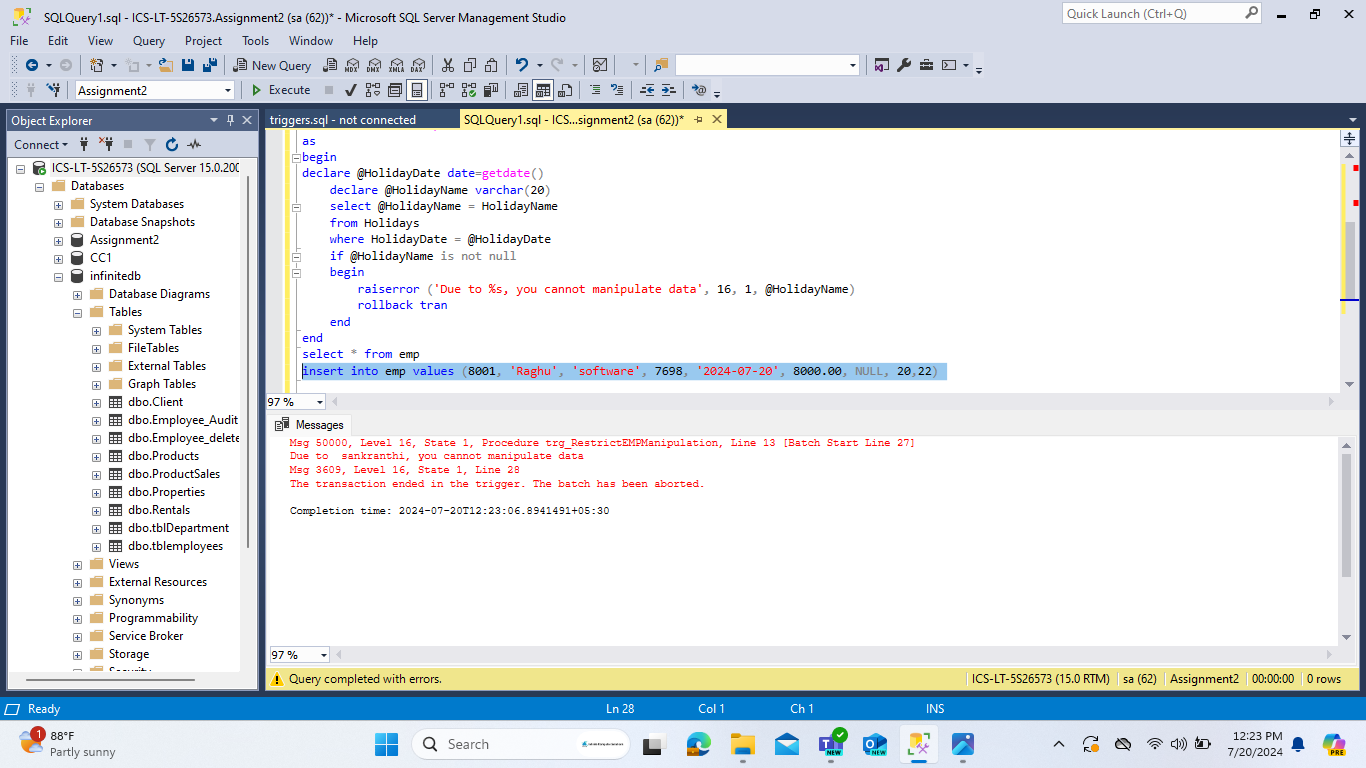 SQLQuery1.sql - ICS-LT-5S26573.Assignment2 (sa (62))* - Microsoft SQL Server Management Studio
Quick Launch (Ctrl+Q)
File Edit View Query Project Tools Window Help
New Query
MDX DMX XMLA DAX
Assignment2
Execute
Object Explorer
triggers.sql - not connected
SQLQuery1.sql - ICS...signment2 (sa (62))*
Connect
ICS-LT-5S26573 (SQL Server 15.0.200
Databases
System Databases
Database Snapshots
Assignment2
CC1
infinitedb
Database Diagrams
Tables
System Tables
FileTables
External Tables
Graph Tables
dbo.Client
dbo.Employee_Audit
dbo.Employee_delete
dbo.Products
dbo.ProductSales
dbo.Properties
dbo.Rentals
dbo.tblDepartment
dbo.tblemployees
Views
External Resources
Synonyms
Programmability
Service Broker
Storage
Security
as
begin
declare @HolidayDate date=getdate()
declare @HolidayName varchar(20)
select @HolidayName = HolidayName
from Holidays
where HolidayDate = @HolidayDate
if @HolidayName is not null
begin
raiserror ('Due to %s, you cannot manipulate data', 16, 1, @HolidayName)
rollback tran
end
end
select * from emp
insert into emp values (8001, 'Raghu', 'software', 7698, '2024-07-20', 8000.00, NULL, 20,22)
97 %
Messages
Msg 50000, Level 16, State 1, Procedure trg_RestrictEMPManipulation, Line 13 [Batch Start Line 27]
Due to  sankranthi, you cannot manipulate data
Msg 3609, Level 16, State 1, Line 28
The transaction ended in the trigger. The batch has been aborted.
Completion time: 2024-07-20T12:23:06.8941491+05:30
97 %
Query completed with errors.
ICS-LT-5S26573 (15.0 RTM)
sa (62)
Assignment2
00:00:00
0 rows
Ready
Ln 28
Col 1
Ch 1
INS
1
88°F
Partly sunny
Search
NEW
NEW
12:23 PM
7/20/2024
PRE